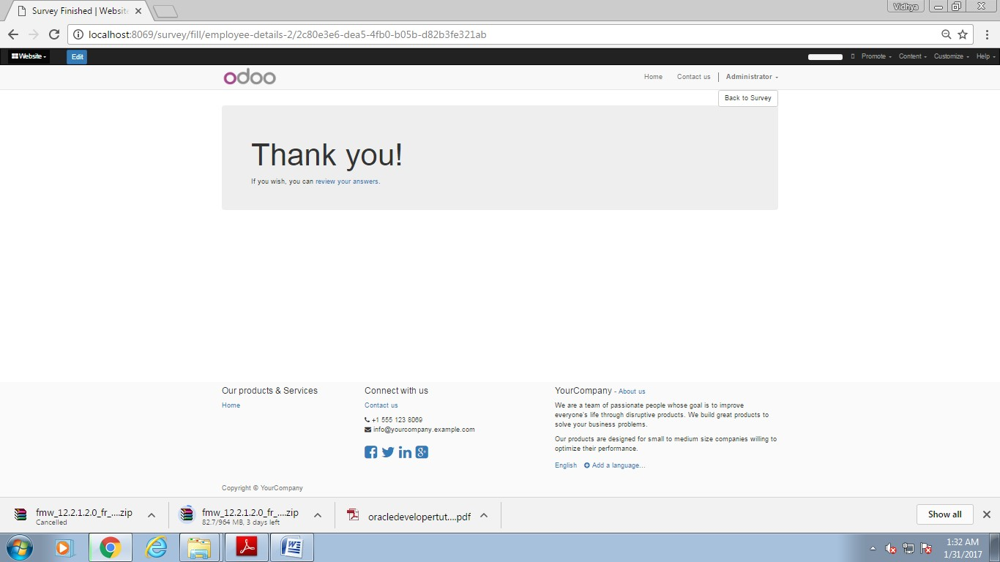 Survey Finished | Website
Vidhya
localhost:8069/survey/fill/employee-details-2/2c80e3e6-dea5-4fb0-b05b-d82b3fe321ab
Website Edit Promote Content Customize Help
odoo Home Contact us Administrator
Back to Survey
Thank you!
If you wish, you can review your answers.
Our products & Services
Home
Connect with us
Contact us
+1 555 123 8069
info@yourcompany.example.com
YourCompany - About us
We are a team of passionate people whose goal is to improve
everyone's life through disruptive products. We build great products to
solve your business problems.
Our products are designed for small to medium size companies willing to
optimize their performance.
English Add a language...
Copyright © YourCompany
fmw_12.2.1.2.0_fr_....zip
Cancelled
fmw_12.2.1.2.0_fr_....zip
82.7/964 MB, 3 days left
oracledevelopertut....pdf
Show all
1:32 AM
1/31/2017